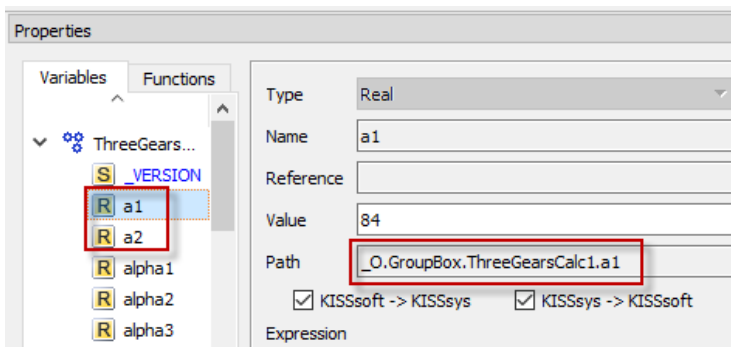 Properties
Variables
Functions
ThreeGears...
S _VERSION
R a1
R a2
R alpha1
R alpha2
R alpha3
Type Real
Name a1
Reference
Value 84
Path _O.GroupBox.ThreeGearsCalc1.a1
KISSsoft -> KISSsys KISSsys -> KISSsoft
Expression